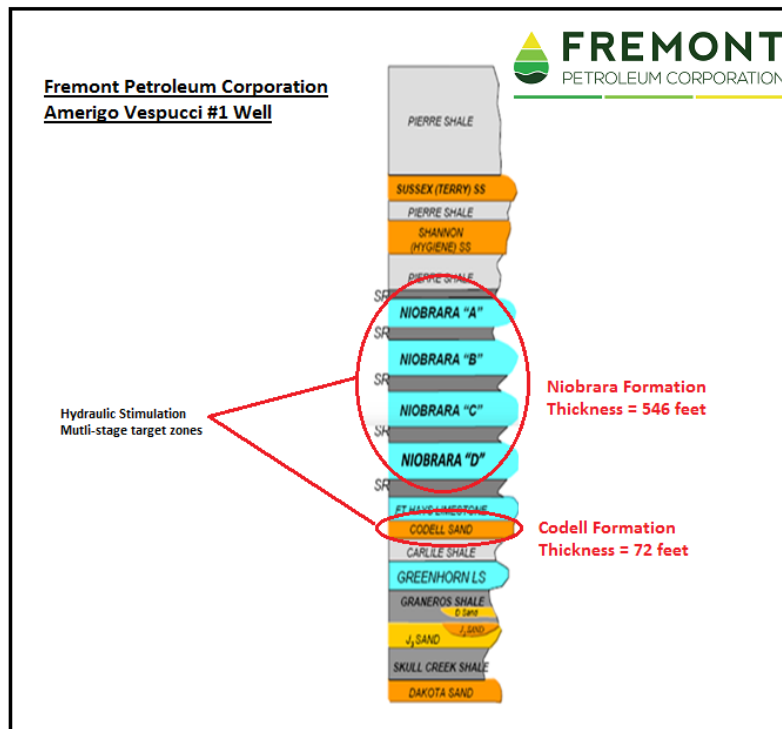 FREMONT
PETROLEUM CORPORATION
Fremont Petroleum Corporation
Amerigo Vespucci #1 Well
PIERRE SHALE
SUSSEX (TERRY) SS
PIERRE SHALE
SHANNON
(HYGIENE) SS
PIERRE SHALE
SR
NIOBRARA "A"
SR
NIOBRARA "B"
SR
NIOBRARA "C"
SR
NIOBRARA "D"
SR
Niobrara Formation
Thickness = 546 feet
Hydraulic Stimulation
Mutli-stage target zones
FT HAYS LIMESTONE
CODELL SAND
CARLILE SHALE
Codell Formation
Thickness = 72 feet
GREENHORN LS
GRANEROS SHALE
D Sand
J SAND
J SAND
SKULL CREEK SHALE
DAKOTA SAND